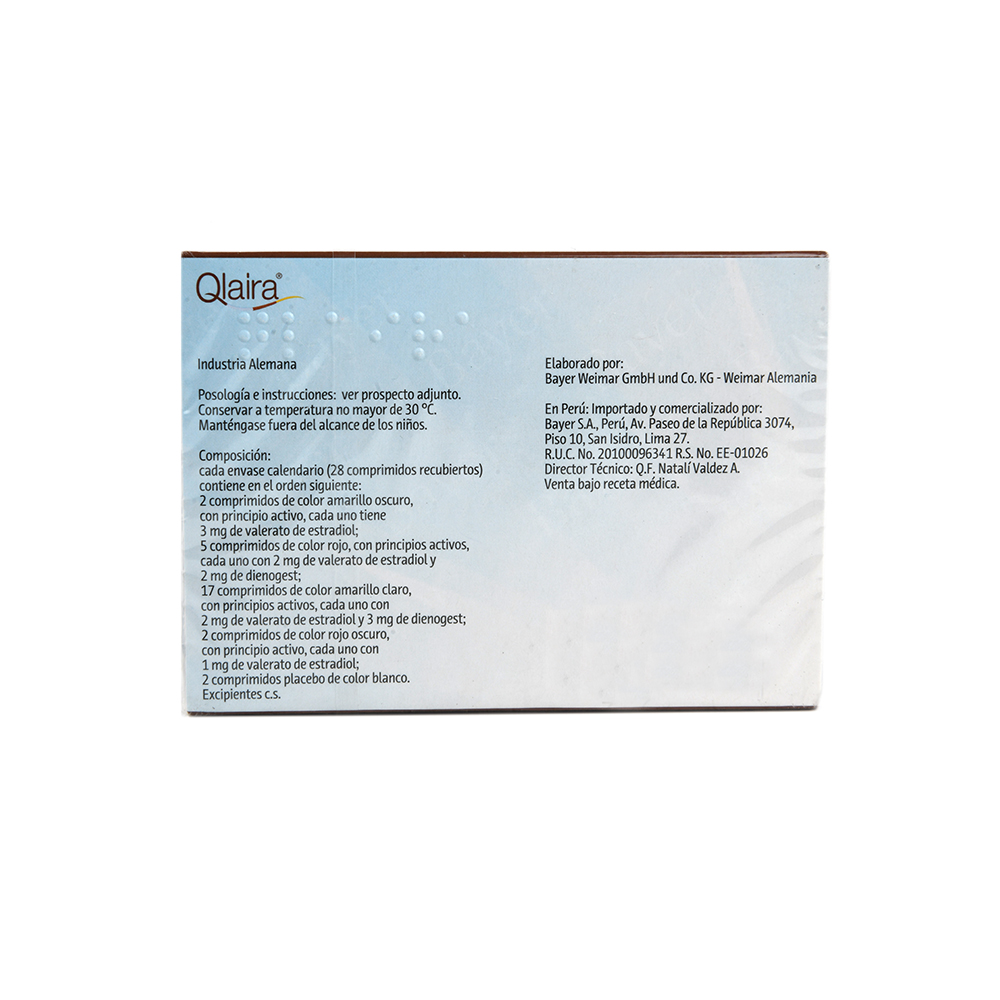 Qlaira®
Industria Alemana
Posología e instrucciones: ver prospecto adjunto.
Conservar a temperatura no mayor de 30 ºC.
Manténgase fuera del alcance de los niños.
Composición:
cada envase calendario (28 comprimidos recubiertos)
contiene en el orden siguiente:
2 comprimidos de color amarillo oscuro,
con principio activo, cada uno tiene
3 mg de valerato de estradiol;
5 comprimidos de color rojo, con principios activos,
cada uno con 2 mg de valerato de estradiol y
2 mg de dienogest;
17 comprimidos de color amarillo claro,
con principios activos, cada uno con
2 mg de valerato de estradiol y 3 mg de dienogest;
2 comprimidos de color rojo oscuro,
con principio activo, cada uno con
1 mg de valerato de estradiol;
2 comprimidos placebo de color blanco.
Excipientes c.s.
Elaborado por:
Bayer Weimar GmbH und Co. KG - Weimar Alemania
En Perú: Importado y comercializado por:
Bayer S.A., Perú, Av. Paseo de la República 3074,
Piso 10, San Isidro, Lima 27.
R.U.C. No. 20100096341 R.S. No. EE-01026
Director Técnico: Q.F. Natalí Valdez A.
Venta bajo receta médica.